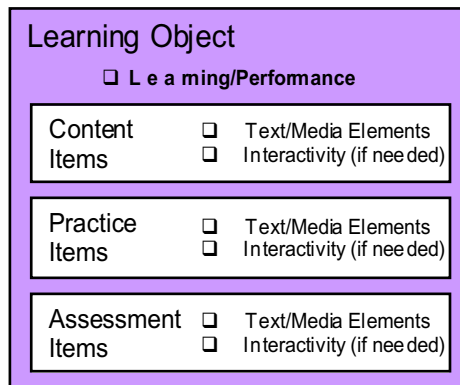 Learning Object
❑ L e a ming/Performance
Content Items
❑ Text/Media Elements
❑ Interactivity (if needed)
Practice Items
❑ Text/Media Elements
❑ Interactivity (if needed)
Assessment Items
❑ Text/Media Elements
❑ Interactivity (if needed)